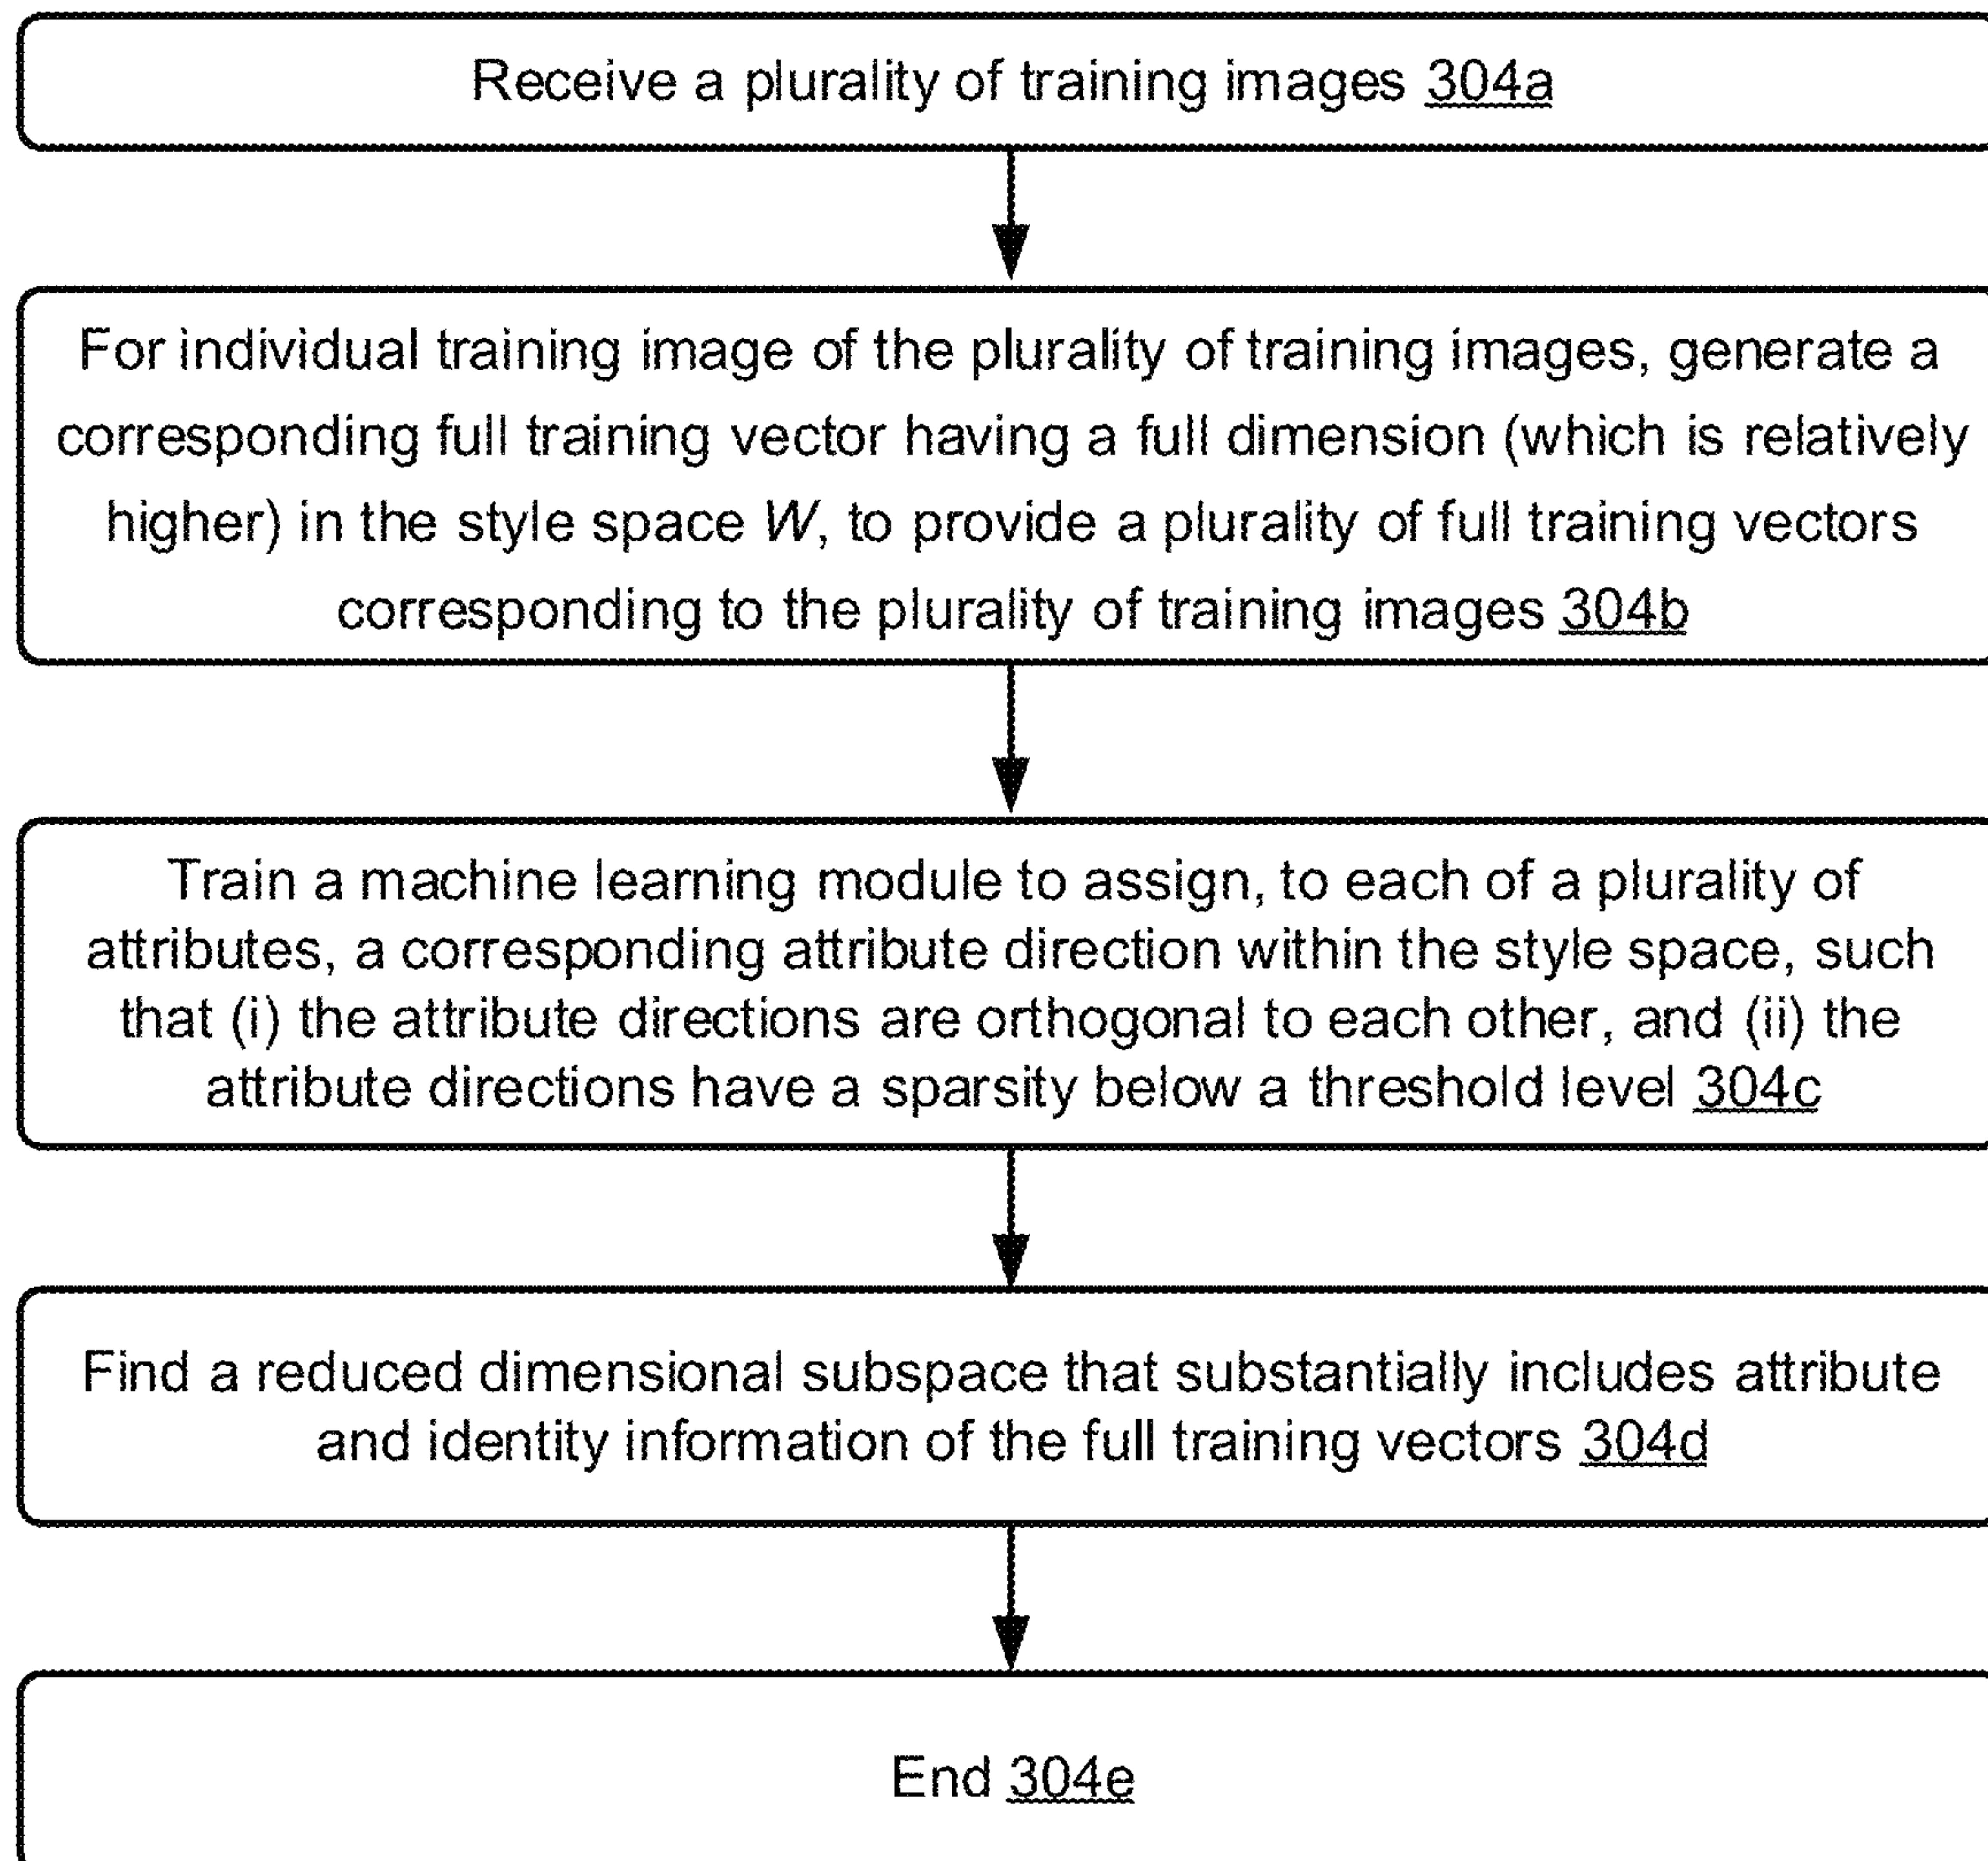 Receive a plurality of training images 304a
For individual training image of the plurality of training images, generate a
corresponding full training vector having a full dimension (which is relatively
higher) in the style space W, to provide a plurality of full training vectors
corresponding to the plurality of training images 304b
Train a machine learning module to assign, to each of a plurality of
attributes, a corresponding attribute direction within the style space, such
that (i) the attribute directions are orthogonal to each other, and (ii) the
attribute directions have a sparsity below a threshold level 304c
Find a reduced dimensional subspace that substantially includes attribute
and identity information of the full training vectors 304d
End 304e